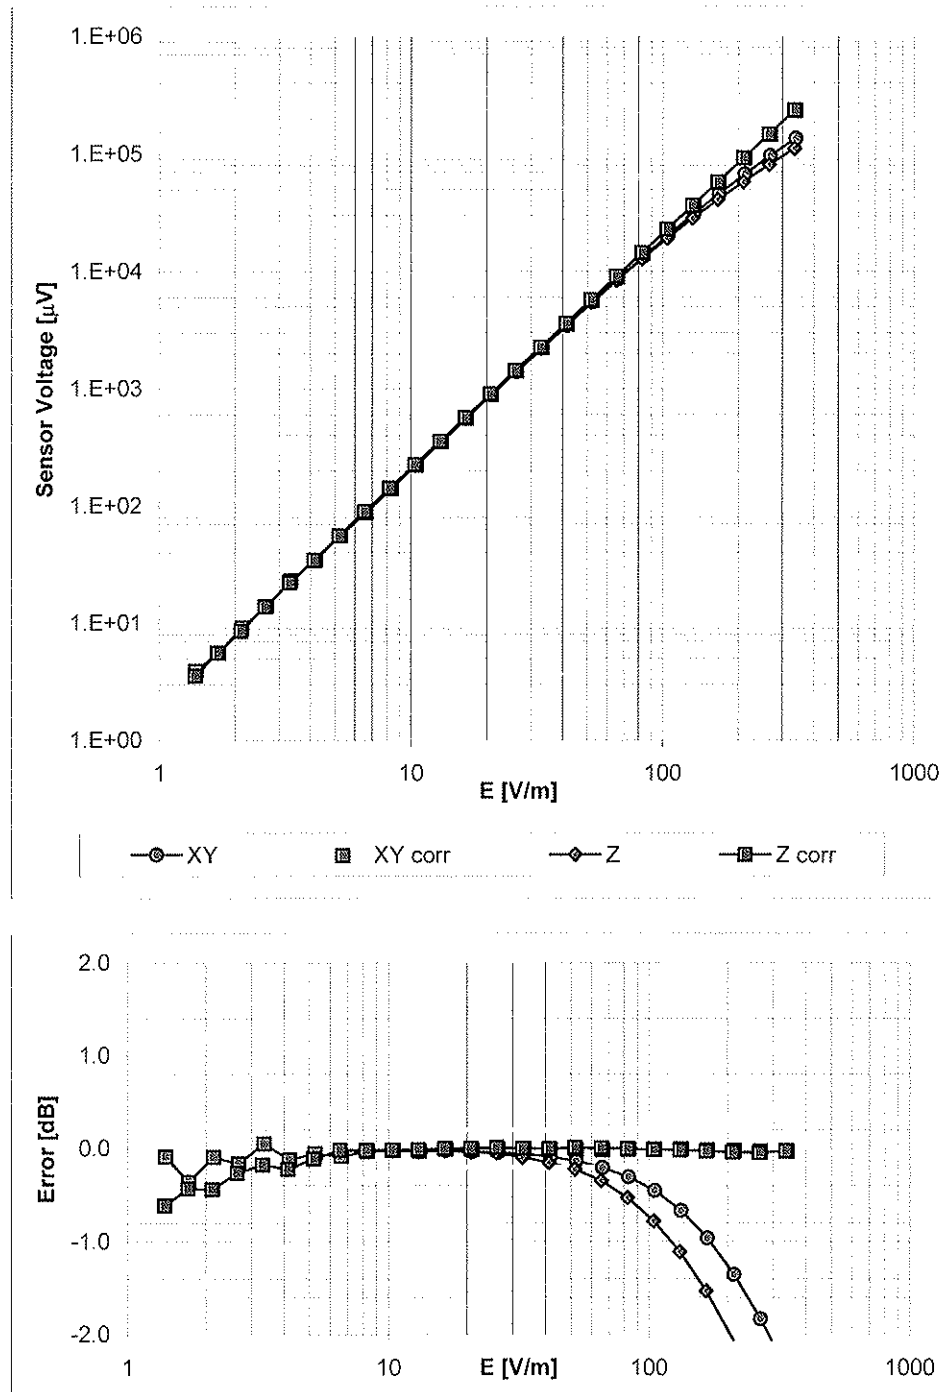 1.E+06
1.E+05
1.E+04
1.E+03
1.E+02
1.E+01
1.E+00
Sensor Voltage [μV]
1 10 100 1000
E [V/m]
XY XY corr Z Z corr
2.0
1.0
0.0
-1.0
-2.0
Error [dB]
1 10 E [V/m] 100 1000